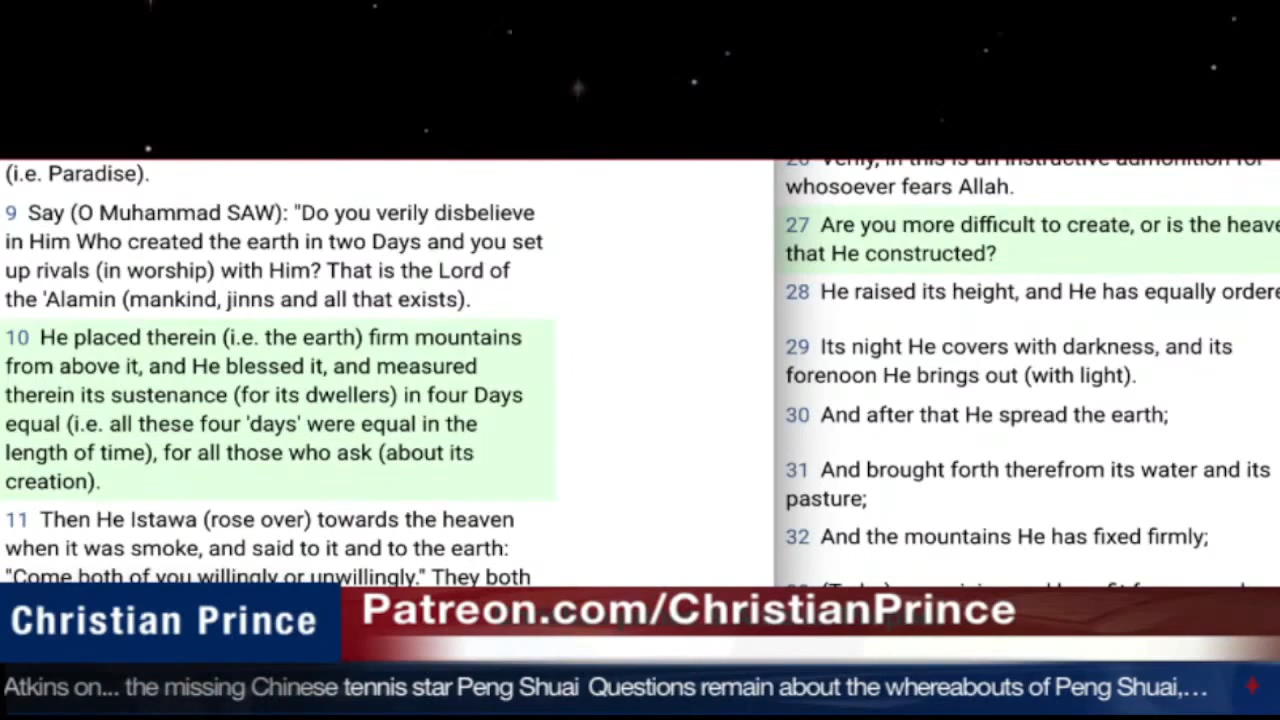 (i.e. Paradise).
9 Say (O Muhammad SAW): "Do you verily disbelieve
in Him Who created the earth in two Days and you set
up rivals (in worship) with Him? That is the Lord of
the 'Alamin (mankind, jinns and all that exists).
10 He placed therein (i.e. the earth) firm mountains
from above it, and He blessed it, and measured
therein its sustenance (for its dwellers) in four Days
equal (i.e. all these four 'days' were equal in the
length of time), for all those who ask (about its
creation).
11 Then He Istawa (rose over) towards the heaven
when it was smoke, and said to it and to the earth:
"Come both of you willingly or unwillingly." They both
26 Verily, in this is an instructive admonition for
whosoever fears Allah.
27 Are you more difficult to create, or is the heave
that He constructed?
28 He raised its height, and He has equally ordere
29 Its night He covers with darkness, and its
forenoon He brings out (with light).
30 And after that He spread the earth;
31 And brought forth therefrom its water and its
pasture;
32 And the mountains He has fixed firmly;
Christian Prince
Patreon.com/ChristianPrince
Atkins on... the missing Chinese tennis star Peng Shuai Questions remain about the whereabouts of Peng Shuai,...